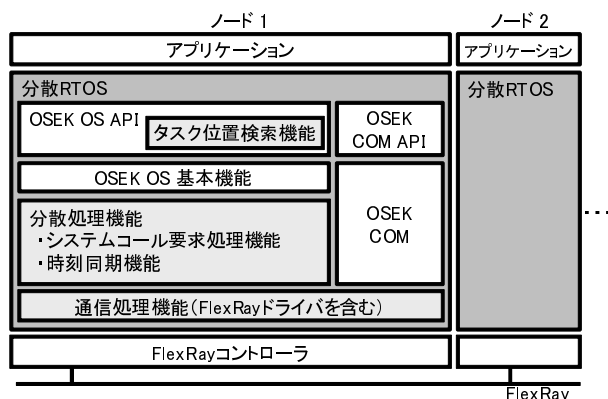 ノード 1
ノード 2
アプリケーション
アプリケーション
分散RTOS
分散RTOS
OSEK OS API
タスク位置検索機能
OSEK
COM API
OSEK OS 基本機能
分散処理機能
・システムコール要求処理機能
・時刻同期機能
OSEK
COM
通信処理機能(FlexRayドライバを含む)
FlexRayコントローラ
FlexRay